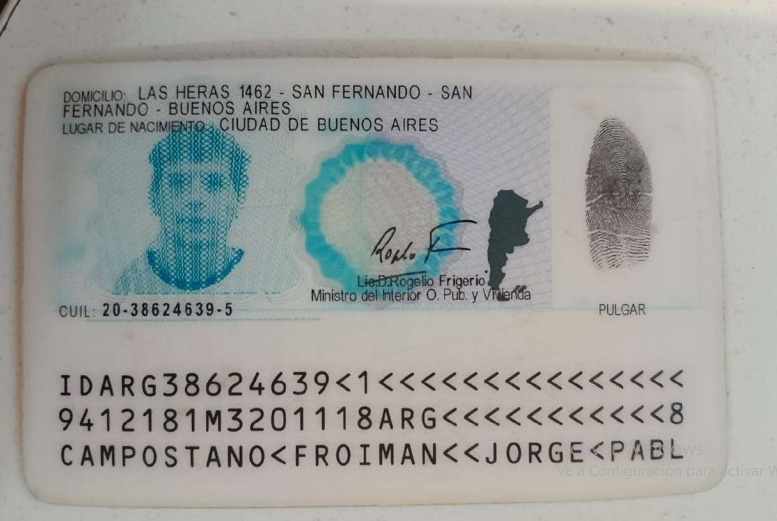 DOMICILIO: LAS HERAS 1462 - SAN FERNANDO - SAN
FERNANDO - BUENOS AIRES
LUGAR DE NACIMIENTO: CIUDAD DE BUENOS AIRES
Lic.D.Rogelio Frigerio
Ministro del Interior O. Pub. y Vivienda
CUIL: 20-38624639-5
PULGAR
IDARG38624639<1<<<<<<<<<<<<<<<
9412181M3201118ARG<<<<<<<<<<<8
CAMPOSTANO<FROIMAN<<JORGE<PABL
Ve a Configuración para activar W